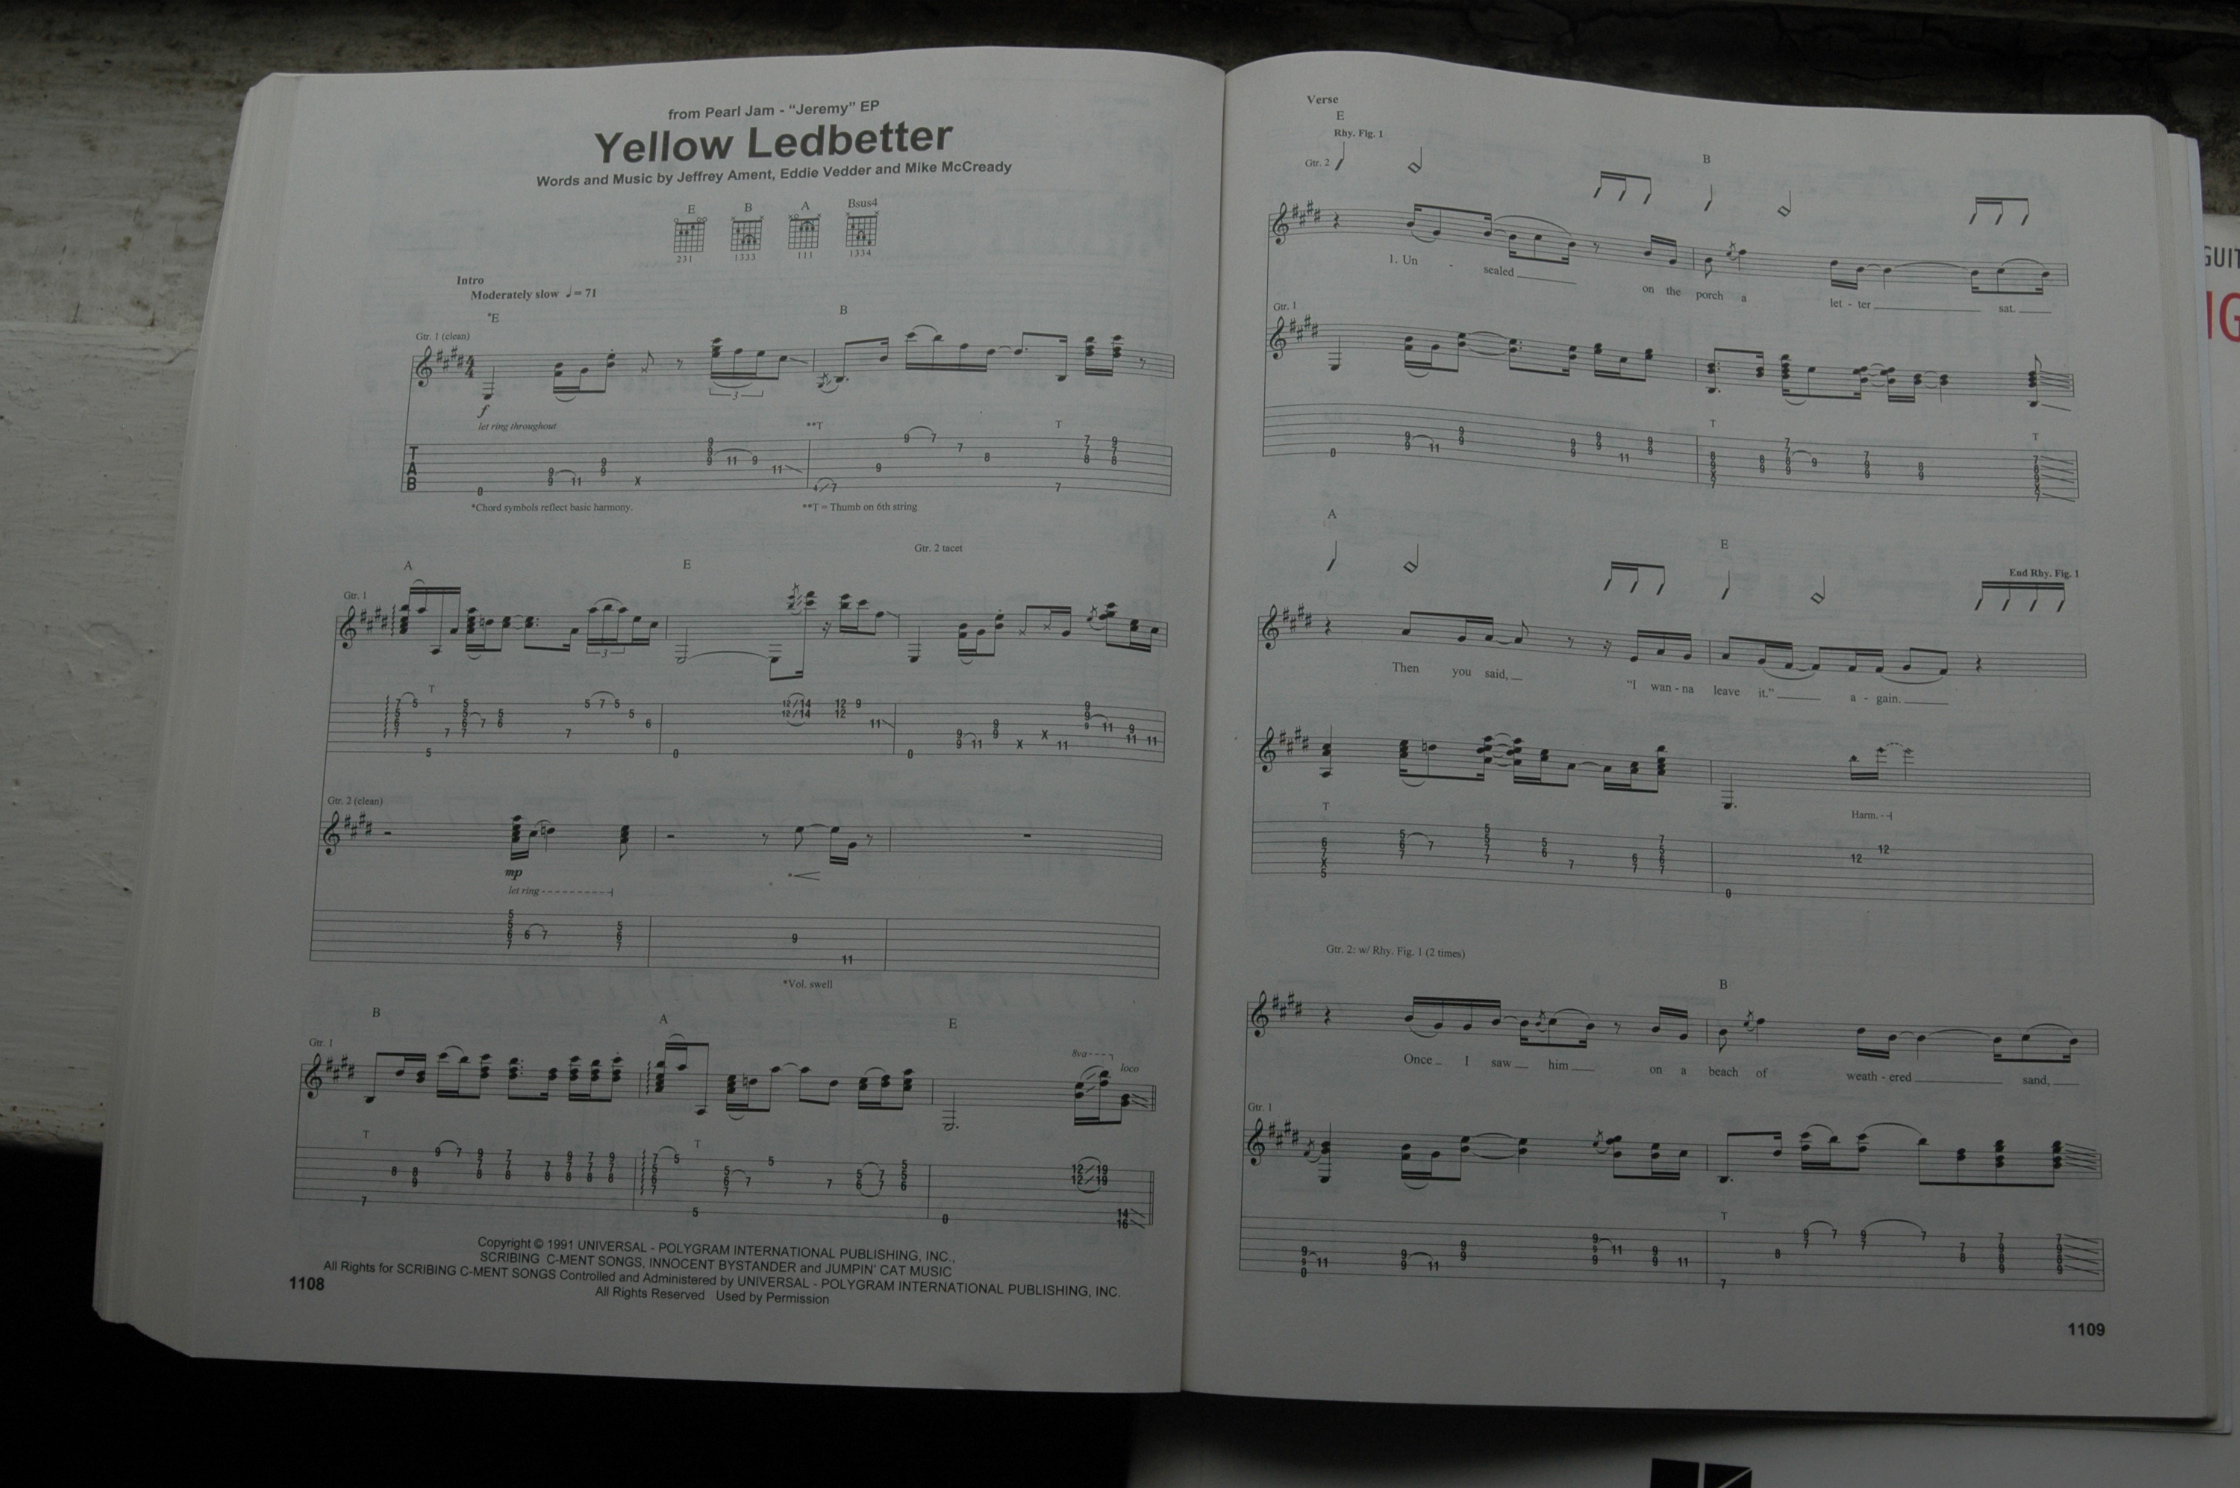 from Pearl Jam - "Jeremy" EP
Yellow Ledbetter
Words and Music by Jeffrey Ament, Eddie Vedder and Mike McCready
E B A Bsus4
231 1333 111 1334
Intro
Moderately slow ♩ = 71
*E B
Gtr. 1 (clean)
f
let ring throughout
**T T
T
A
B
*Chord symbols reflect basic harmony.
**T = Thumb on 6th string
A E Gtr. 2 tacet
Gtr. 1
T
Gtr. 2 (clean)
mp
let ring
*
*Vol. swell
B A E
Gtr. 1
8va loco
T T
Copyright © 1991 UNIVERSAL - POLYGRAM INTERNATIONAL PUBLISHING, INC.,
SCRIBING C-MENT SONGS, INNOCENT BYSTANDER and JUMPIN' CAT MUSIC
All Rights for SCRIBING C-MENT SONGS Controlled and Administered by UNIVERSAL - POLYGRAM INTERNATIONAL PUBLISHING, INC.
All Rights Reserved Used by Permission
1108
Verse
E B
Rhy. Fig. 1
Gtr. 2
1. Un - sealed on the porch a let - ter sat.
Gtr. 1
T T
A E End Rhy. Fig. 1
Then you said, "I wan - na leave it." a - gain.
Harm.
T
Gtr. 2: w/ Rhy. Fig. 1 (2 times)
B
Once I saw him on a beach of weath - ered sand,
Gtr. 1
T
1109
GUIT
IG